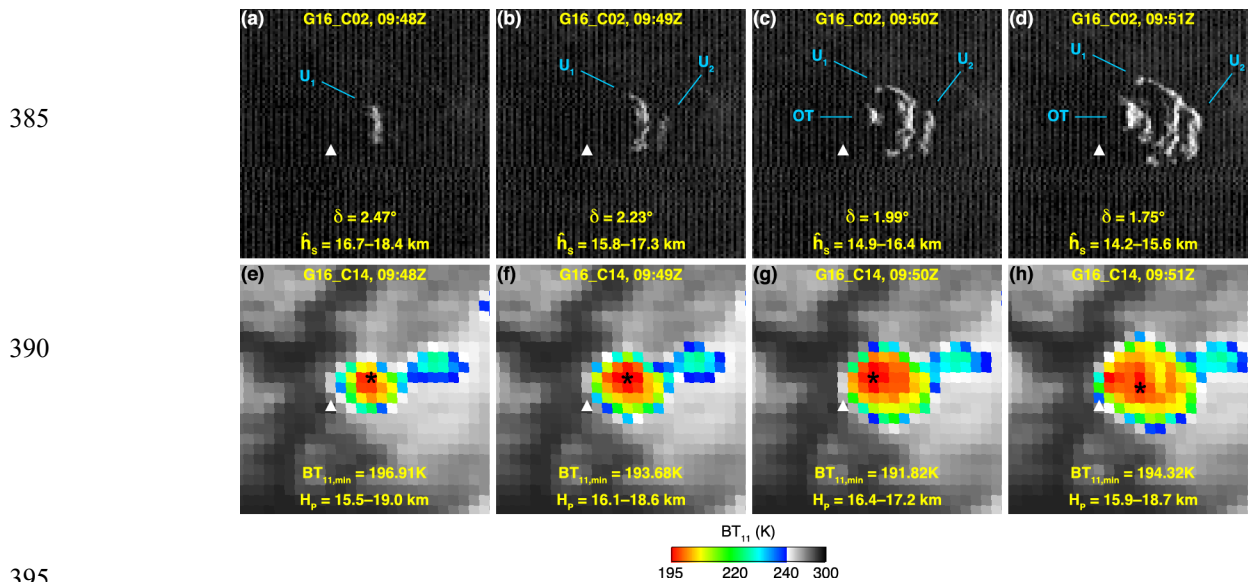 (a) G16_C02, 09:48Z
U1
δ = 2.47°
ĥs = 16.7–18.4 km
(b) G16_C02, 09:49Z
U1
U2
δ = 2.23°
ĥs = 15.8–17.3 km
(c) G16_C02, 09:50Z
U1
U2
OT
δ = 1.99°
ĥs = 14.9–16.4 km
(d) G16_C02, 09:51Z
U1
U2
OT
δ = 1.75°
ĥs = 14.2–15.6 km
385
(e) G16_C14, 09:48Z
*
BT11,min = 196.91K
HP = 15.5–19.0 km
(f) G16_C14, 09:49Z
*
BT11,min = 193.68K
HP = 16.1–18.6 km
(g) G16_C14, 09:50Z
*
BT11,min = 191.82K
HP = 16.4–17.2 km
(h) G16_C14, 09:51Z
*
BT11,min = 194.32K
HP = 15.9–18.7 km
390
BT11 (K)
195 220 240 300
395